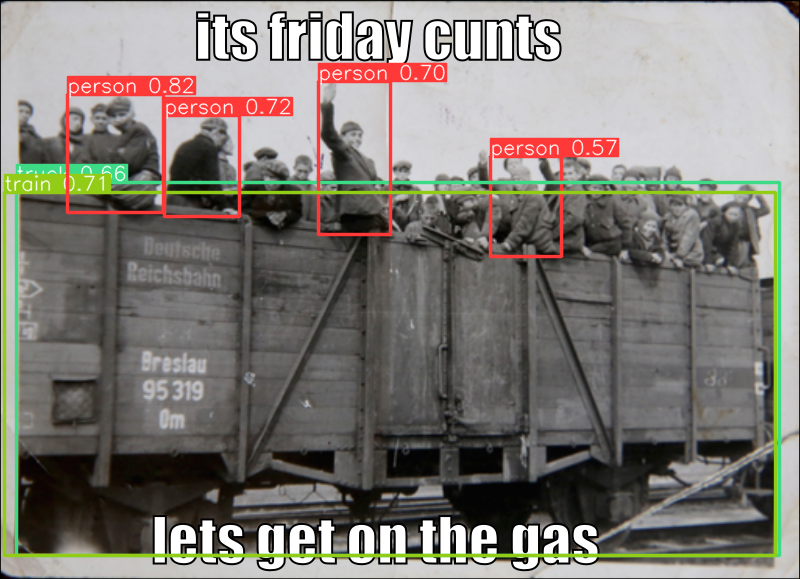 its friday cunts
person 0.82
person 0.70
person 0.72
person 0.57
truck 0.66
train 0.71
Deutsche
Reichsbahn
Breslau
95 319
Om
lets get on the gas